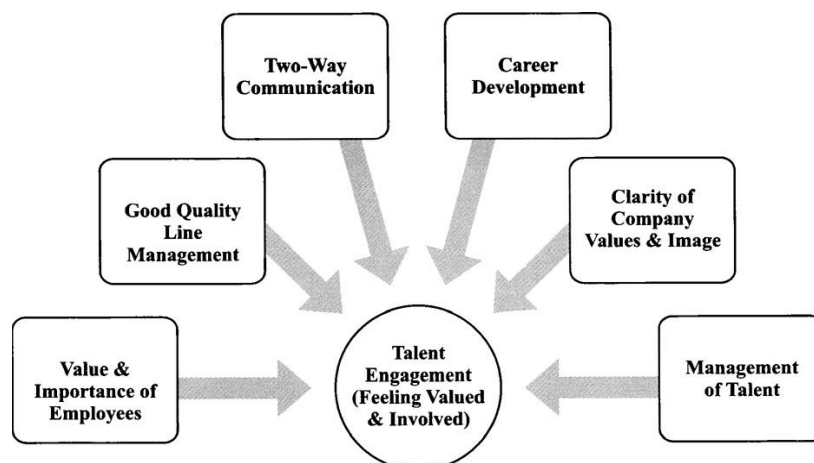 Two-Way
Communication
Career
Development
Good Quality
Line
Management
Clarity of
Company
Values & Image
Value &
Importance of
Employees
Talent
Engagement
(Feeling Valued
& Involved)
Management
of Talent